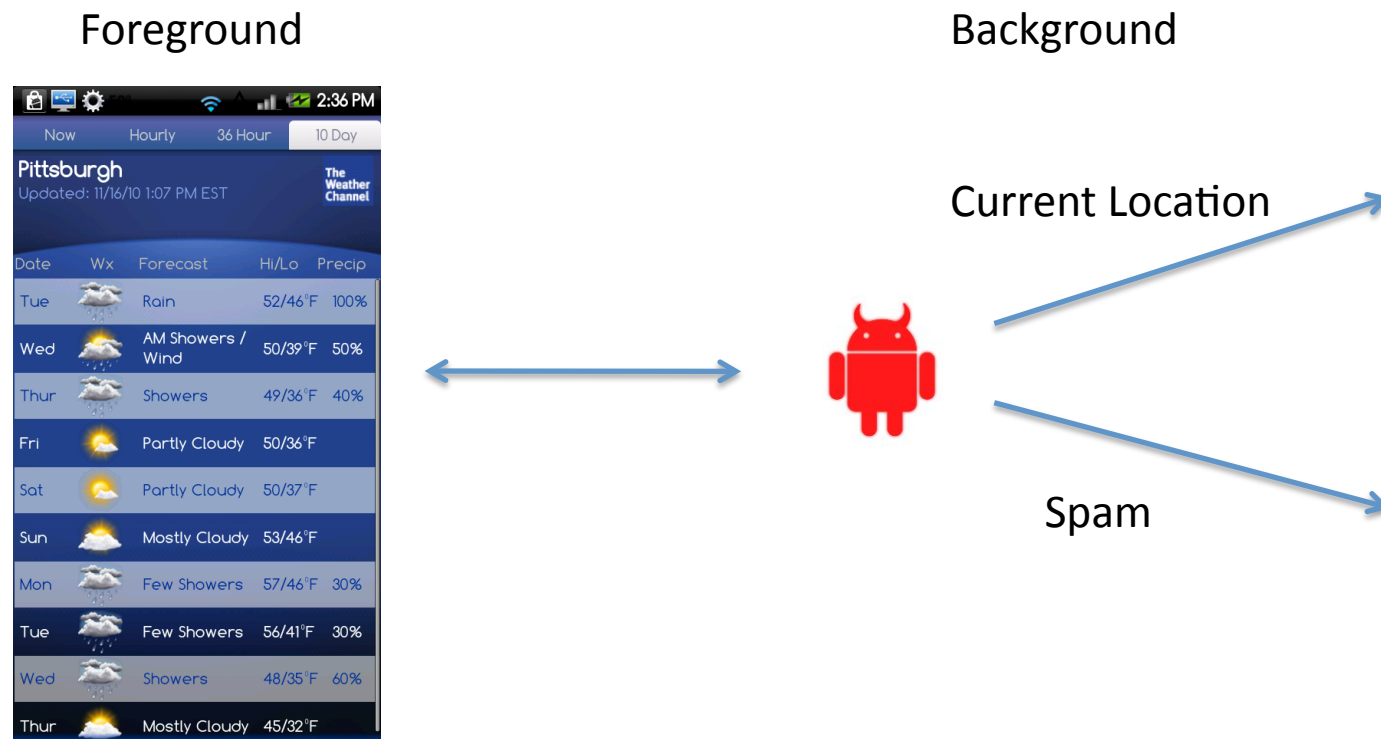 Foreground
Background
2:36 PM
Now Hourly 36 Hour 10 Day
Pittsburgh
Updated: 11/16/10 1:07 PM EST
The
Weather
Channel
Current Location
Date Wx Forecast Hi/Lo Precip
Tue Rain 52/46°F 100%
Wed AM Showers / Wind 50/39°F 50%
Thur Showers 49/36°F 40%
Fri Partly Cloudy 50/36°F
Sat Partly Cloudy 50/37°F
Sun Mostly Cloudy 53/46°F
Mon Few Showers 57/46°F 30%
Tue Few Showers 56/41°F 30%
Wed Showers 48/35°F 60%
Thur Mostly Cloudy 45/32°F
Spam